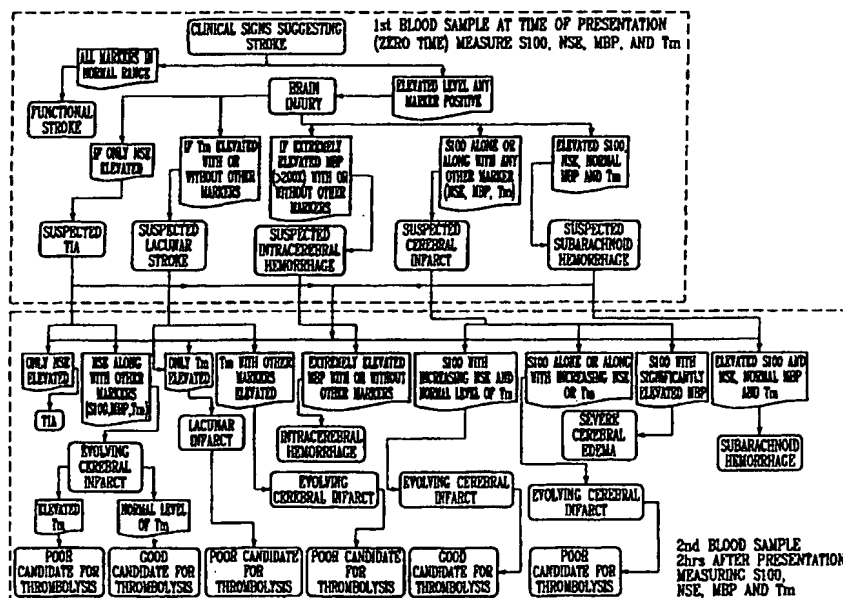 CLINICAL SIGNS SUGGESTING
STROKE
1st BLOOD SAMPLE AT TIME OF PRESENTATION
(ZERO TIME) MEASURE S100, NSE, MBP, AND Tm
ALL MARKERS IN
NORMAL RANGE
FUNCTIONAL
STROKE
BRAIN
INJURY
ELEVATED LEVEL ANY
MARKER POSITIVE
IF ONLY NSE
ELEVATED
IF Tm ELEVATED
WITH OR
WITHOUT OTHER
MARKERS
IF EXTREMELY
ELEVATED MBP
(>200X) WITH OR
WITHOUT OTHER
MARKERS
S100 ALONE OR
ALONG WITH ANY
OTHER MARKER
(NSE, MBP, Tm)
ELEVATED S100,
NSE, NORMAL
MBP AND Tm
SUSPECTED
TIA
SUSPECTED
LACUNAR
STROKE
SUSPECTED
INTRACEREBRAL
HEMORRHAGE
SUSPECTED
CEREBRAL
INFARCT
SUSPECTED
SUBARACHNOID
HEMORRHAGE
ONLY NSE
ELEVATED
NSE ALONG
WITH OTHER
MARKERS
(S100,MBP,Tm)
ONLY Tm
ELEVATED
Tm WITH OTHER
MARKERS
ELEVATED
EXTREMELY ELEVATED
MBP WITH OR WITHOUT
OTHER MARKERS
S100 WITH
INCREASING NSE AND
NORMAL LEVEL OF Tm
S100 ALONE OR ALONG
WITH INCREASING NSE OR
Tm
S100 WITH
SIGNIFICANTLY
ELEVATED MBP
ELEVATED S100 AND
NSE, NORMAL MBP
AND Tm
TIA
LACUNAR
INFARCT
INTRACEREBRAL
HEMORRHAGE
SEVERE
CEREBRAL
EDEMA
SUBARACHNOID
HEMORRHAGE
EVOLVING
CEREBRAL
INFARCT
EVOLVING
CEREBRAL INFARCT
EVOLVING CEREBRAL
INFARCT
EVOLVING CEREBRAL
INFARCT
ELEVATED
Tm
NORMAL LEVEL
OF Tm
POOR
CANDIDATE FOR
THROMBOLYSIS
GOOD
CANDIDATE FOR
THROMBOLYSIS
POOR CANDIDATE
FOR
THROMBOLYSIS
POOR CANDIDATE
FOR
THROMBOLYSIS
GOOD
CANDIDATE FOR
THROMBOLYSIS
POOR
CANDIDATE FOR
THROMBOLYSIS
2nd BLOOD SAMPLE
2hrs AFTER PRESENTATION
MEASURING S100,
NSE, MBP AND Tm